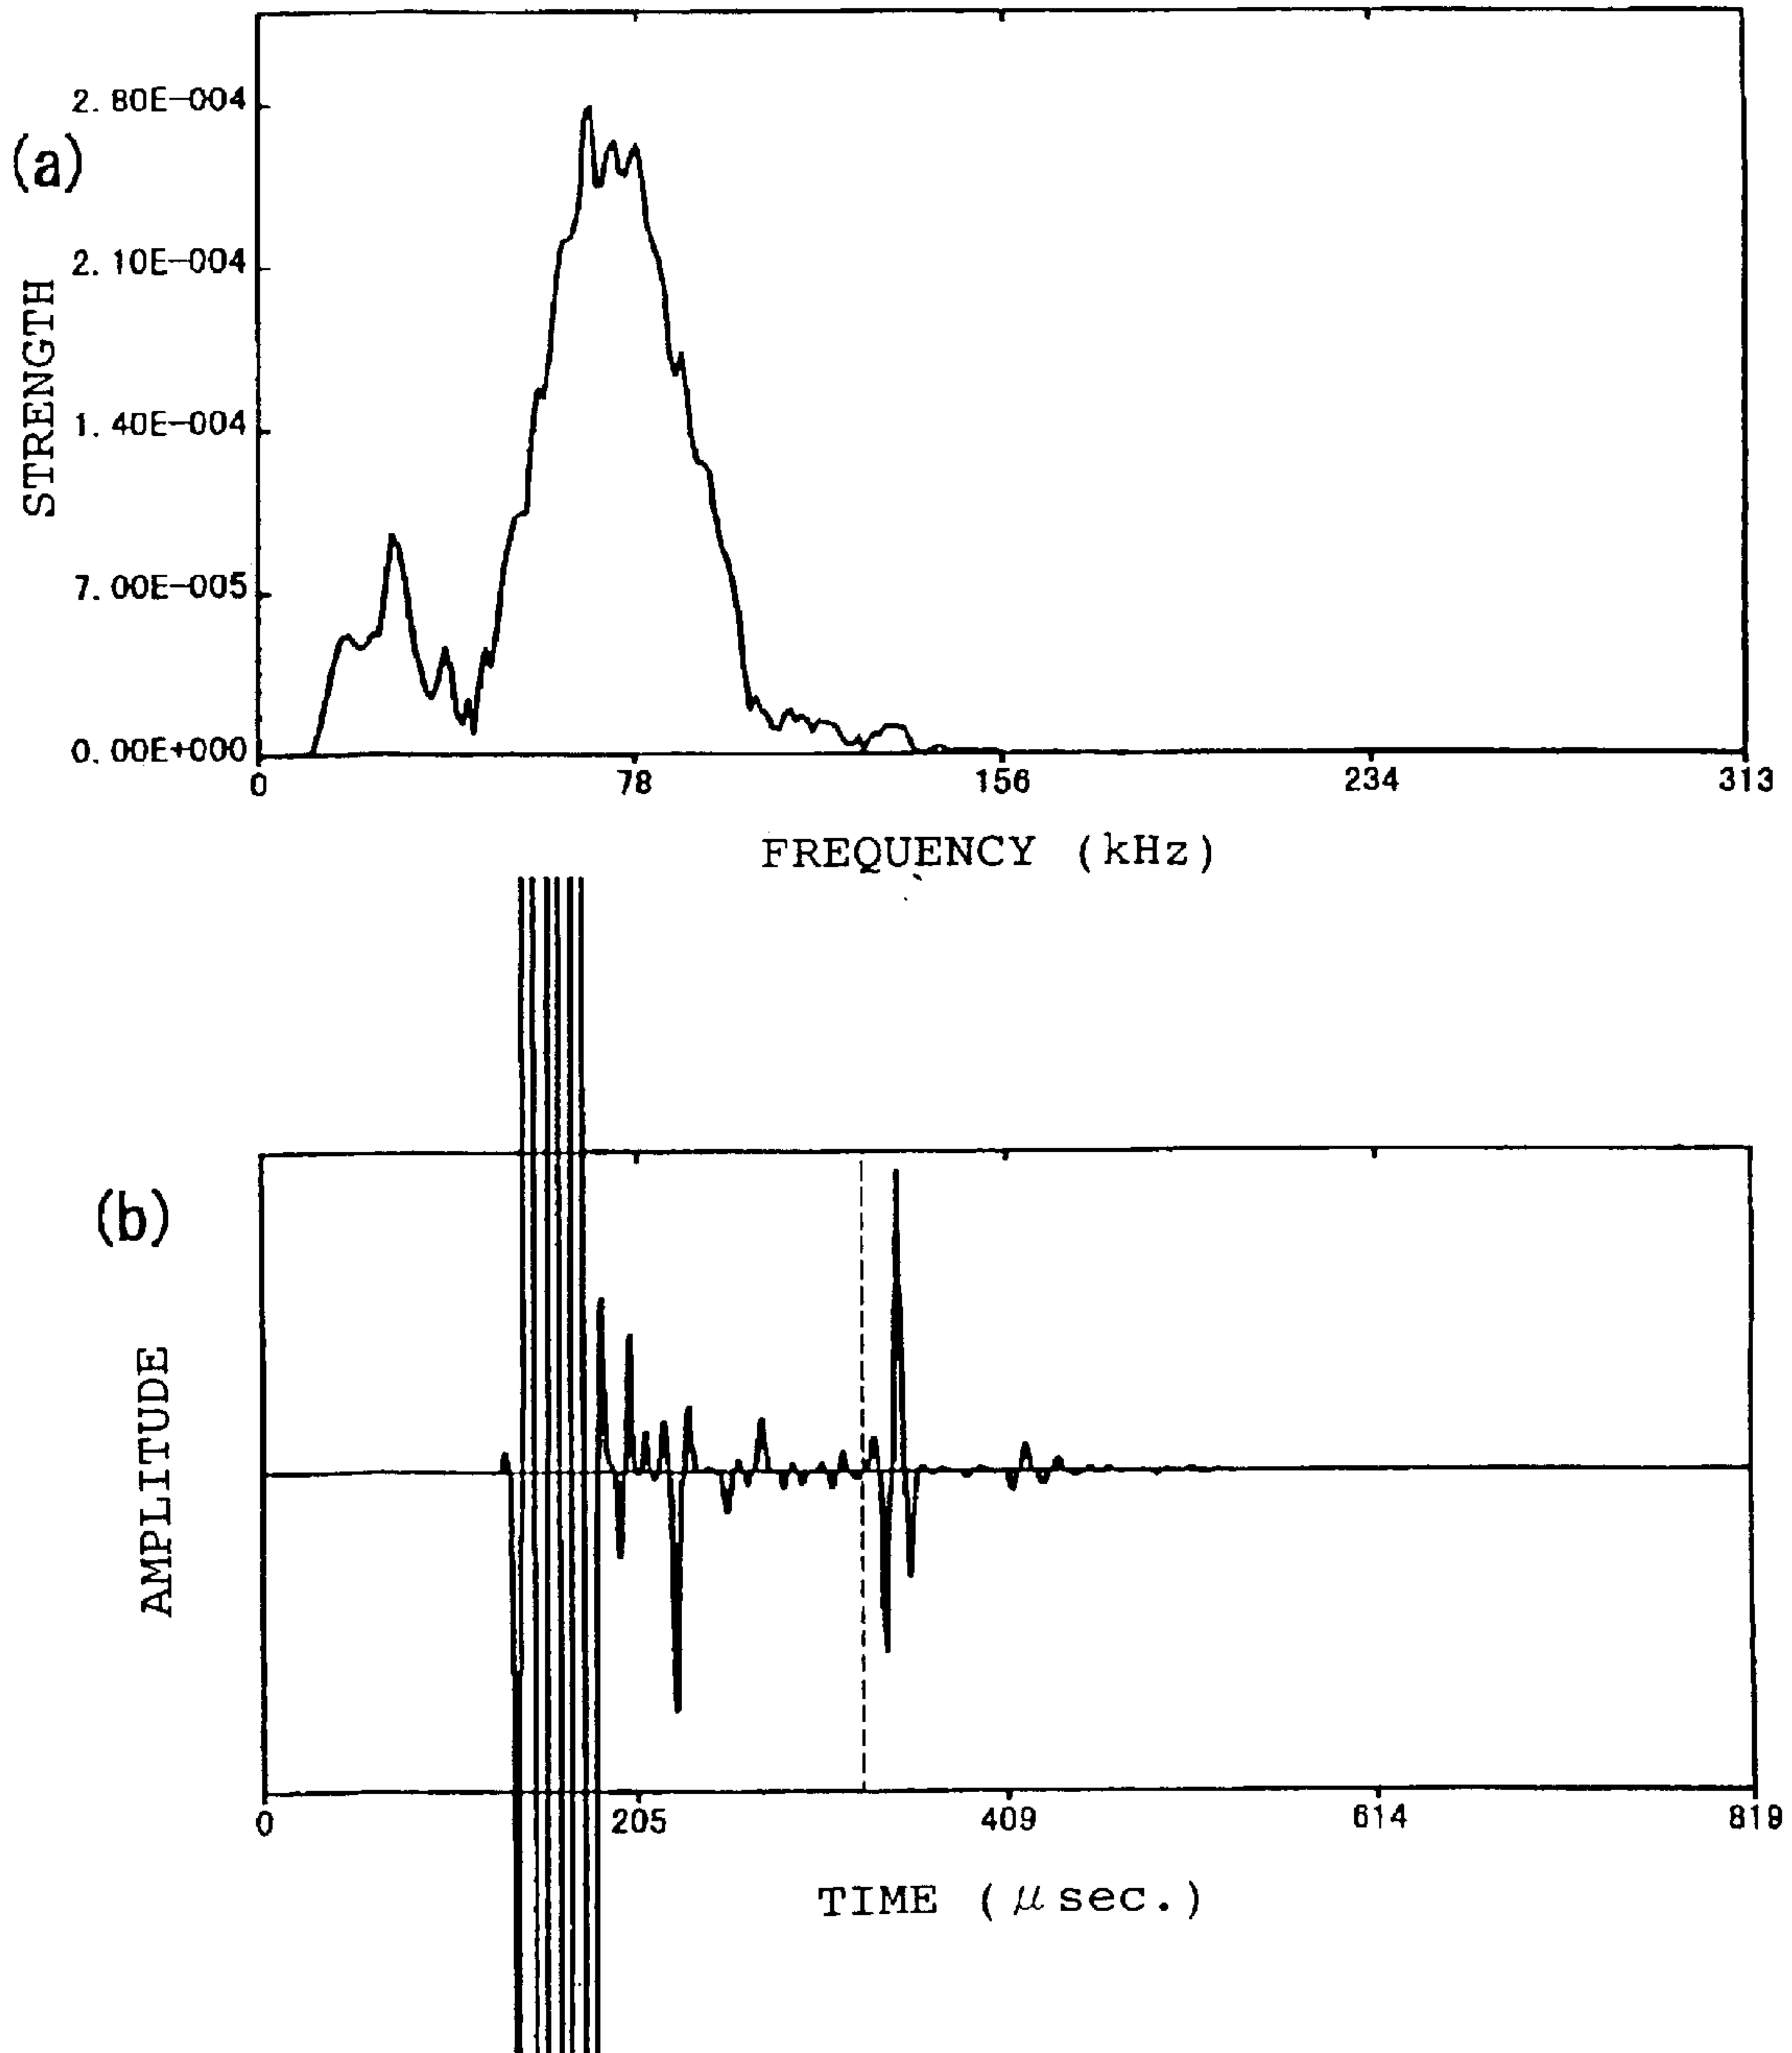 (a)
STRENGTH
2. 80E-004
2. 10E-004
1. 40E-004
7. 00E-005
0. 00E+000
0 78 156 234 313
FREQUENCY (kHz)
(b)
AMPLITUDE
0 205 409 614 819
TIME (μsec.)